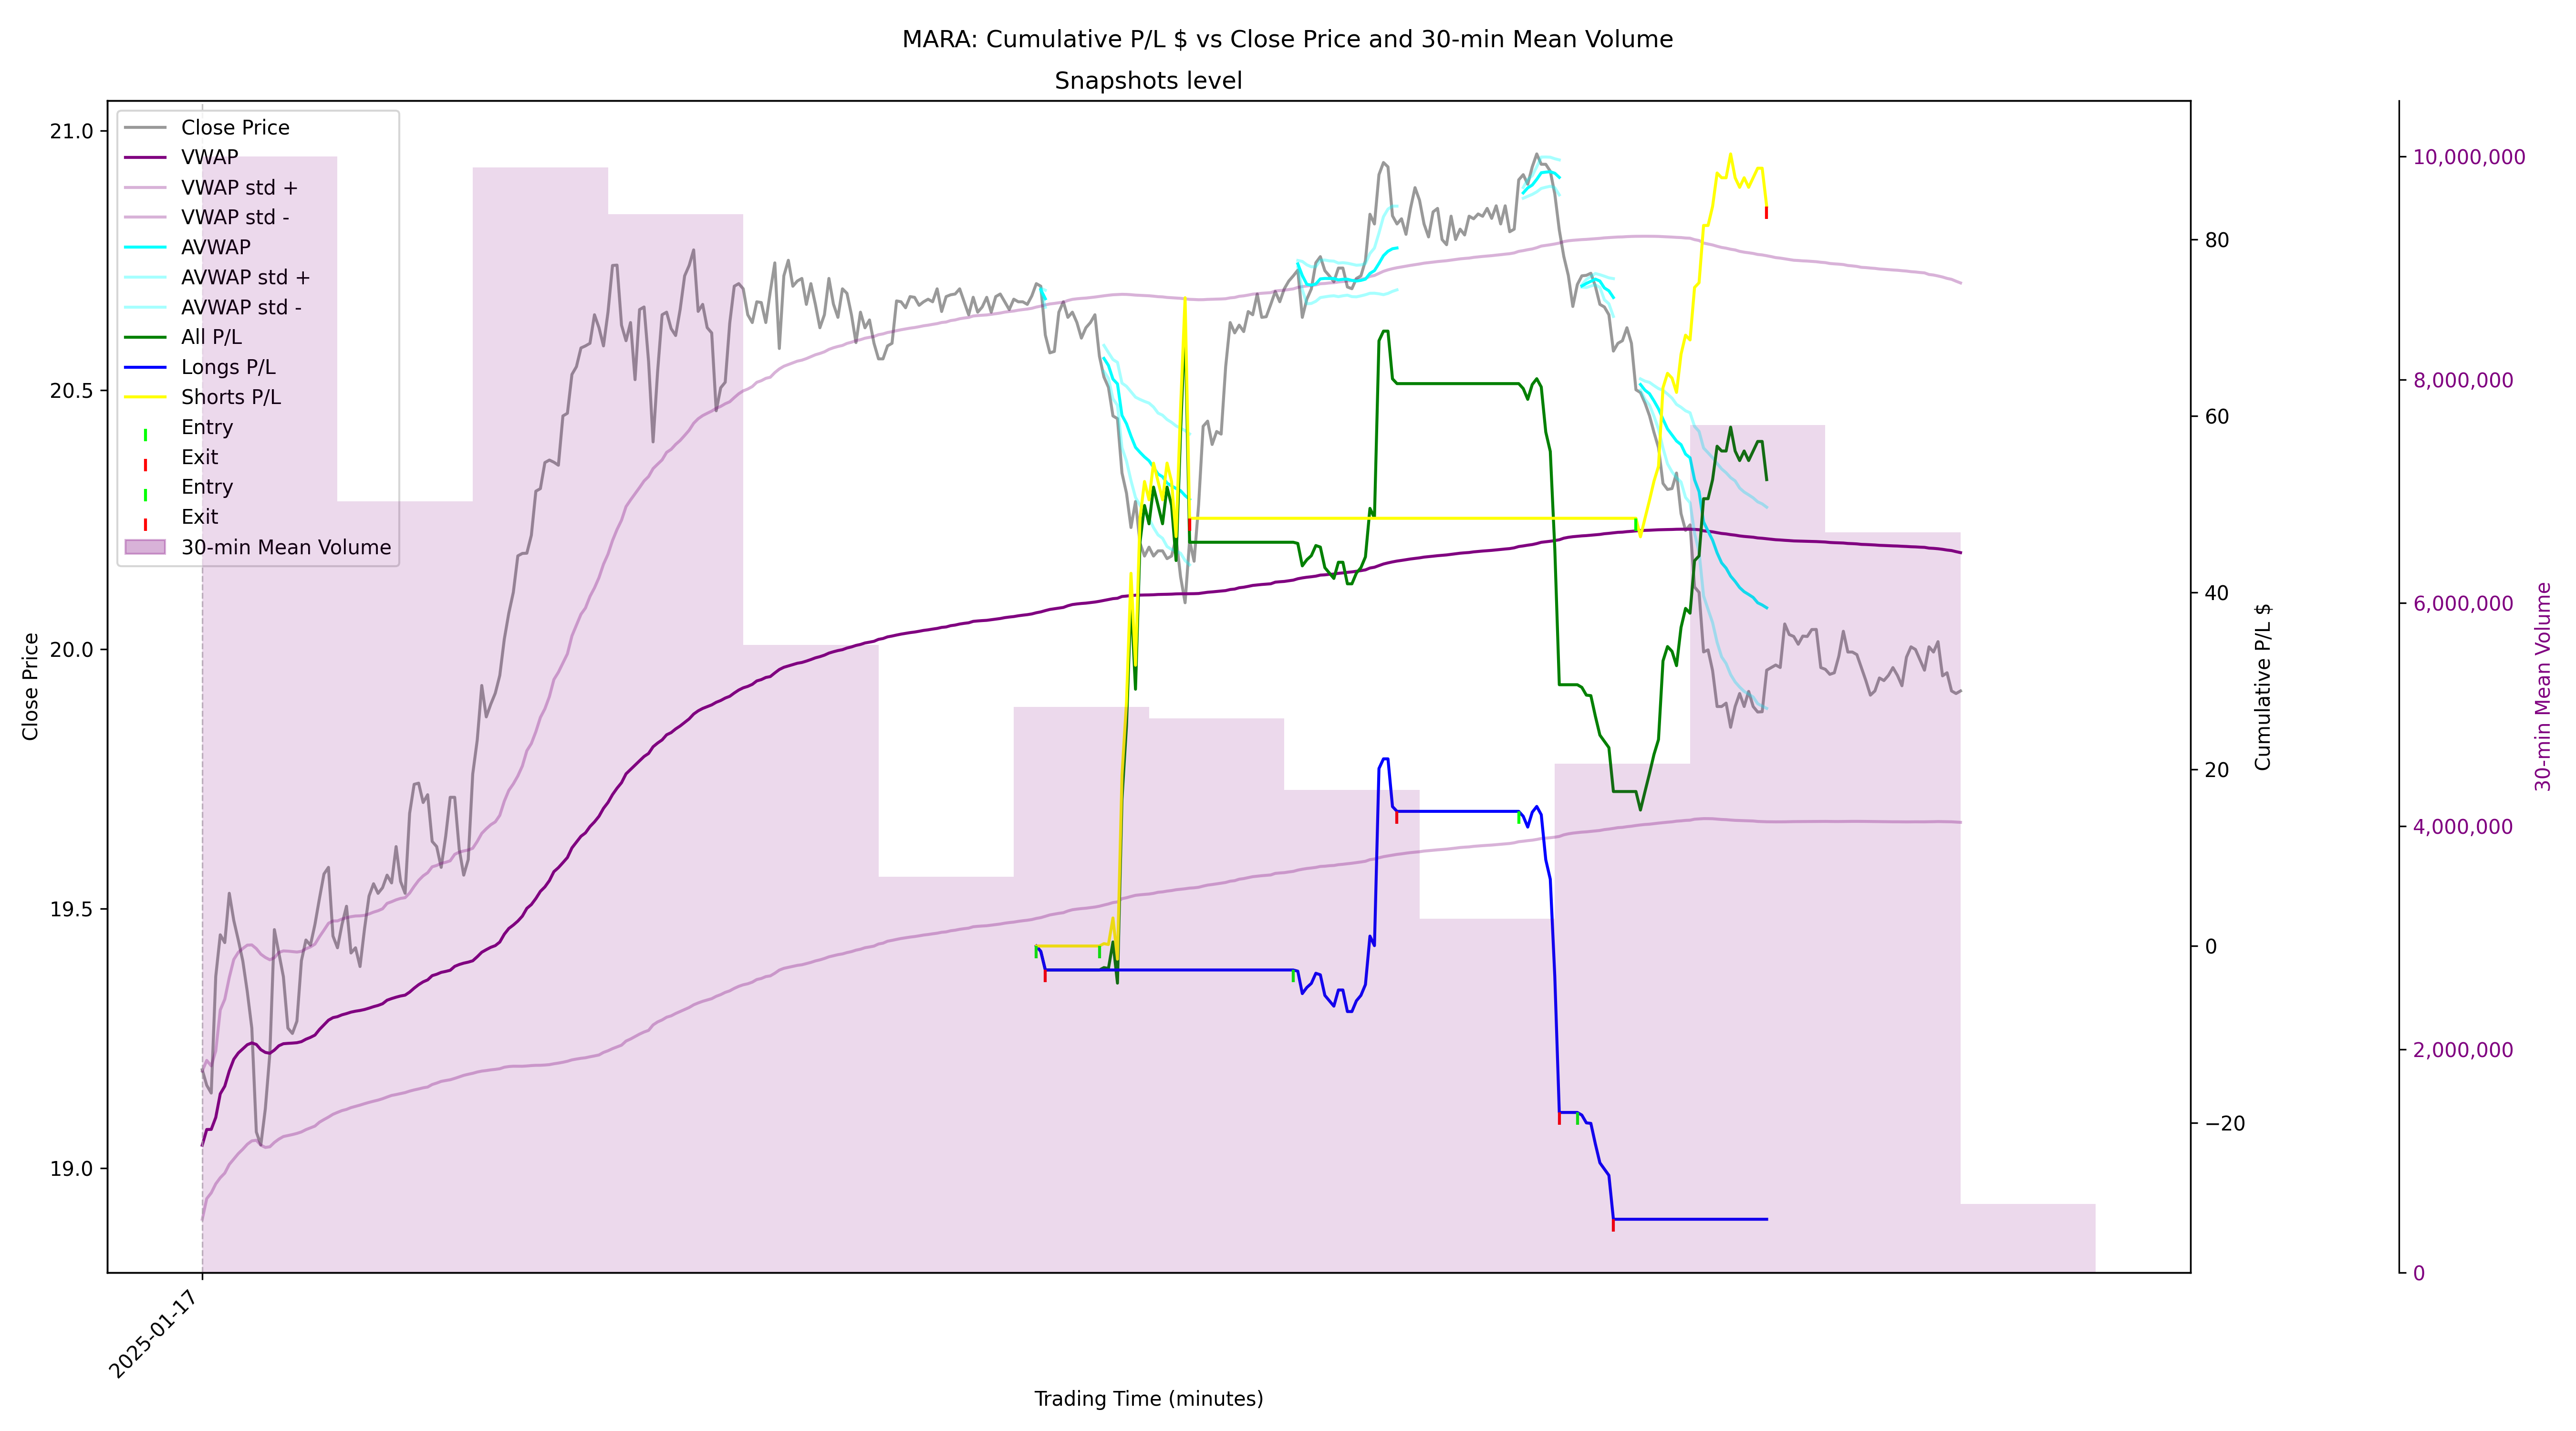 MARA: Cumulative P/L $ vs Close Price and 30-min Mean Volume
Snapshots level
Close Price
VWAP
VWAP std +
VWAP std -
AVWAP
AVWAP std +
AVWAP std -
All P/L
Longs P/L
Shorts P/L
Entry
Exit
Entry
Exit
30-min Mean Volume
Close Price
21.0
20.5
20.0
19.5
19.0
80
60
40
20
0
−20
Cumulative P/L $
10,000,000
8,000,000
6,000,000
4,000,000
2,000,000
0
30-min Mean Volume
2025-01-17
Trading Time (minutes)